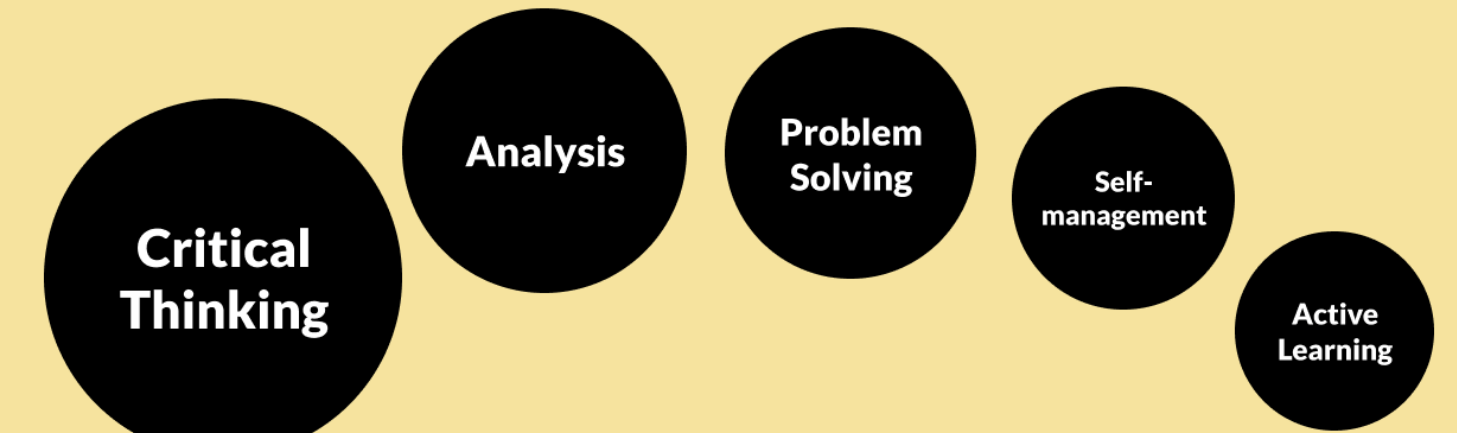 Critical
Thinking
Analysis
Problem
Solving
Self-
management
Active
Learning